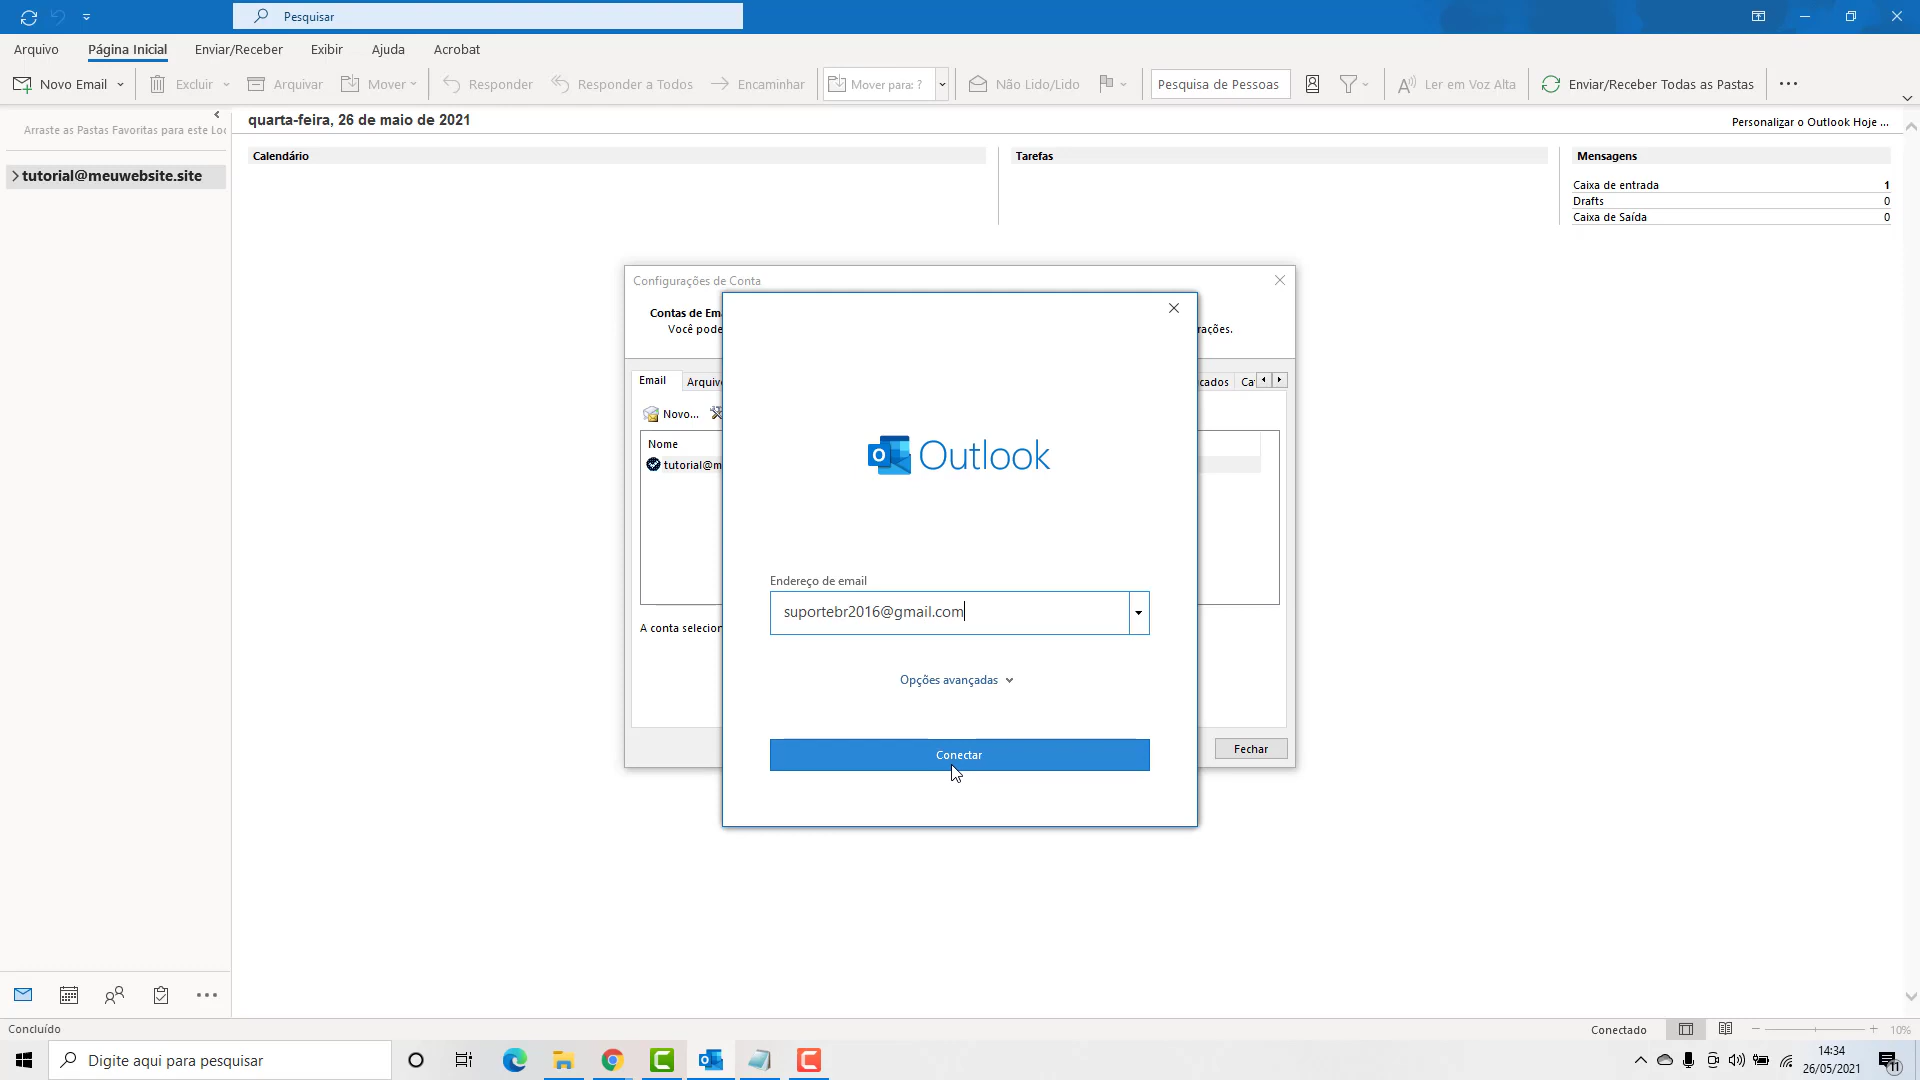 Pesquisar
Arquivo Página Inicial Enviar/Receber Exibir Ajuda Acrobat
Novo Email Excluir Arquivar Mover Responder Responder a Todos Encaminhar Mover para: ? Não Lido/Lido Pesquisa de Pessoas Ler em Voz Alta Enviar/Receber Todas as Pastas
Arraste as Pastas Favoritas para este Loc
tutorial@meuwebsite.site
quarta-feira, 26 de maio de 2021
Personalizar o Outlook Hoje ...
Calendário
Tarefas
Mensagens
Caixa de entrada 1
Drafts 0
Caixa de Saída 0
Configurações de Conta
Contas de Ema
Você pode
rações.
Email Arquivo
cados Ca
Novo...
Nome
tutorial@m
A conta selecion
Fechar
Outlook
Endereço de email
suportebr2016@gmail.com
Opções avançadas
Conectar
Concluído
Conectado
10%
Digite aqui para pesquisar
14:34
26/05/2021
11